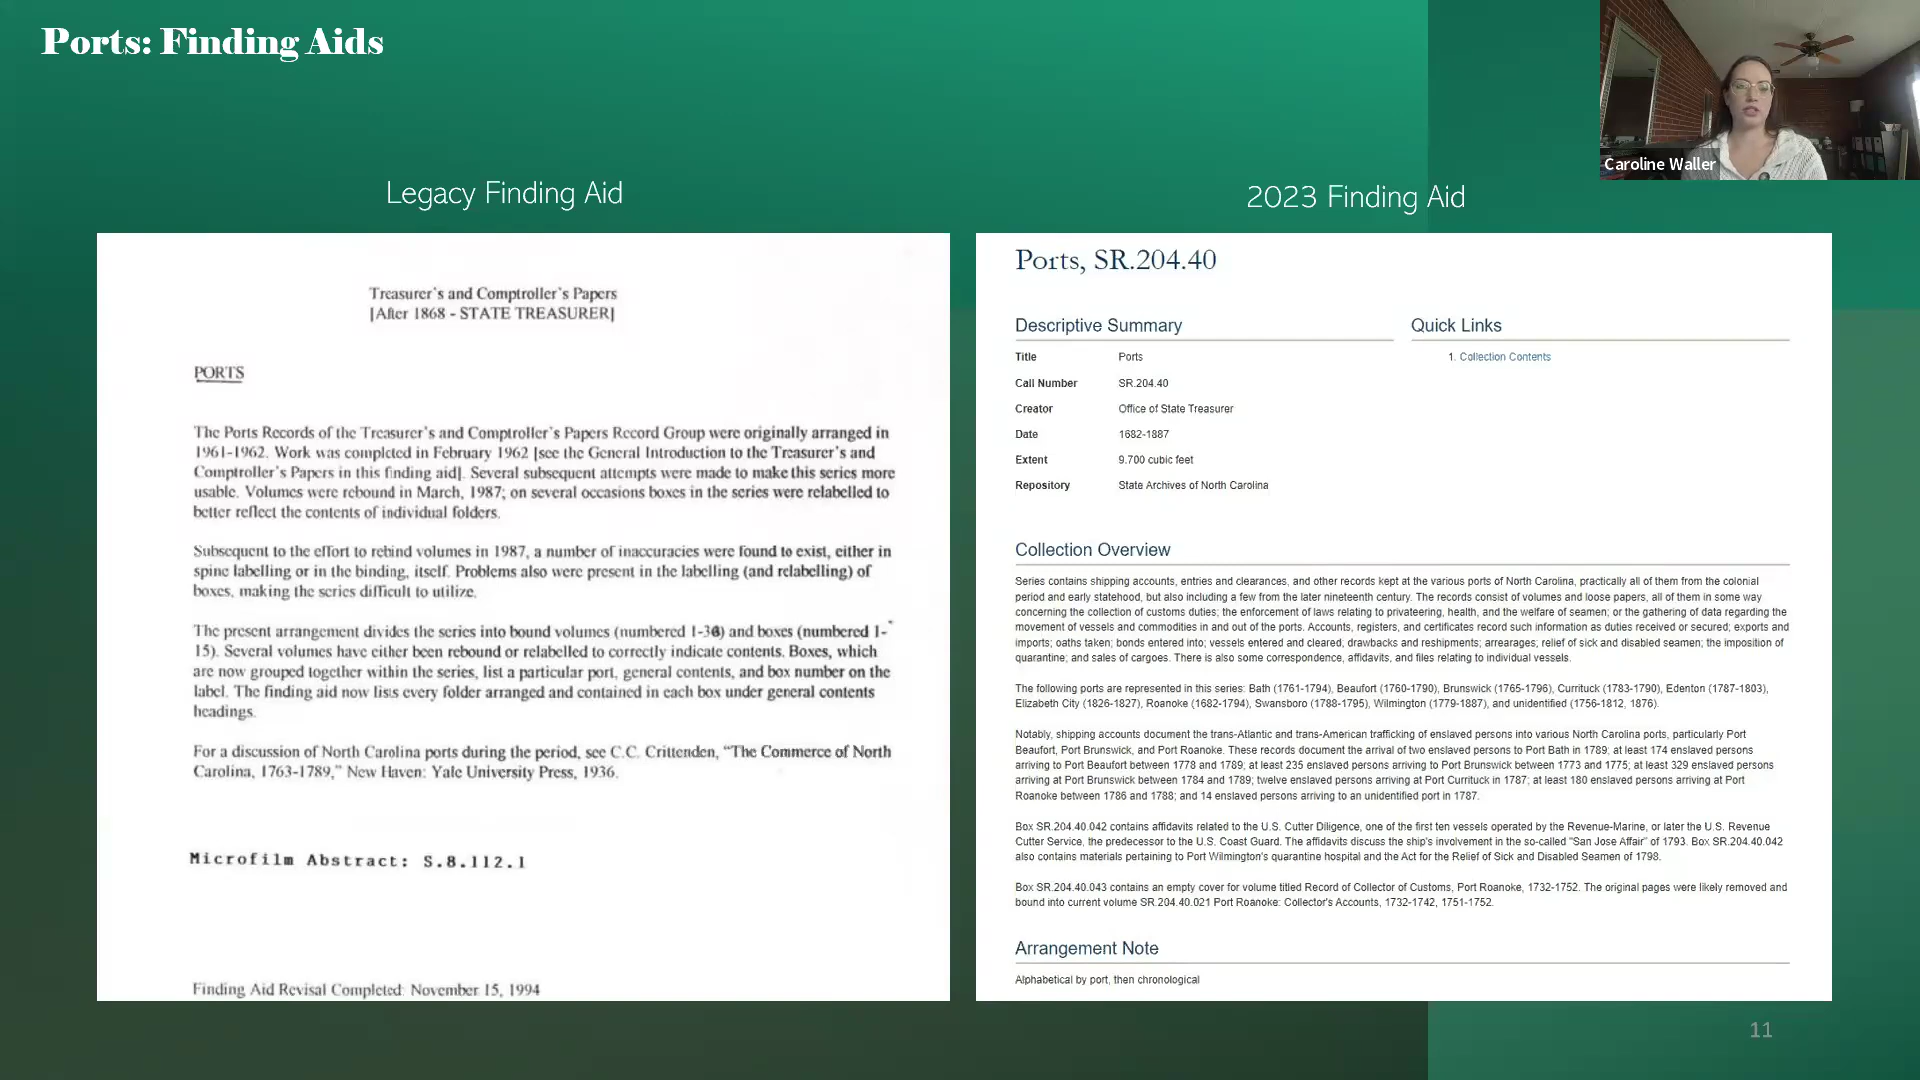 Ports: Finding Aids
Caroline Waller
Legacy Finding Aid
2023 Finding Aid
Treasurer's and Comptroller's Papers
[After 1868 - STATE TREASURER]
PORTS
The Ports Records of the Treasurer's and Comptroller's Papers Record Group were originally arranged in
1961-1962. Work was completed in February 1962 [see the General Introduction to the Treasurer's and
Comptroller's Papers in this finding aid]. Several subsequent attempts were made to make this series more
usable. Volumes were rebound in March, 1987; on several occasions boxes in the series were relabelled to
better reflect the contents of individual folders.
Subsequent to the effort to rebind volumes in 1987, a number of inaccuracies were found to exist, either in
spine labelling or in the binding, itself. Problems also were present in the labelling (and relabelling) of
boxes, making the series difficult to utilize.
The present arrangement divides the series into bound volumes (numbered and boxes (numbered 1-
15). Several volumes have either been rebound or relabelled to correctly indicate contents. Boxes, which
are now grouped together within the series, list a particular port, general contents, and box number on the
label. The finding aid now lists every folder arranged and contained in each box under general contents
headings.
For a discussion of North Carolina ports during the period, see C.C. Crittenden, "The Commerce of North
Carolina, 1763-1789," New Haven: Yale University Press, 1936.
Microfilm Abstract: S.8.112.1
Finding Aid Revisal Completed: November 15, 1994
Ports, SR.204.40
Descriptive Summary
Title Ports
Call Number SR.204.40
Creator Office of State Treasurer
Date 1682-1887
Extent 9.700 cubic feet
Repository State Archives of North Carolina
Quick Links
1. Collection Contents
Collection Overview
Series contains shipping accounts, entries and clearances, and other records kept at the various ports of North Carolina, practically all of them from the colonial
period and early statehood, but also including a few from the later nineteenth century. The records consist of volumes and loose papers, all of them in some way
concerning the collection of customs duties; the enforcement of laws relating to privateering, health, and the welfare of seamen; or the gathering of data regarding the
movement of vessels and commodities in and out of the ports. Accounts, registers, and certificates record such information as duties received or secured; exports and
imports; oaths taken; bonds entered into; vessels entered and cleared, drawbacks and reshipments; arrearages; relief of sick and disabled seamen; the imposition of
quarantine; and sales of cargoes. There is also some correspondence, affidavits, and files relating to individual vessels.
The following ports are represented in this series: Bath (1761-1794), Beaufort (1760-1790), Brunswick (1765-1796), Currituck (1783-1790), Edenton (1787-1803),
Elizabeth City (1826-1827), Roanoke (1682-1794), Swansboro (1788-1795), Wilmington (1779-1887), and unidentified (1756-1812, 1876).
Notably, shipping accounts document the trans-Atlantic and trans-American trafficking of enslaved persons into various North Carolina ports, particularly Port
Beaufort, Port Brunswick, and Port Roanoke. These records document the arrival of two enslaved persons to Port Bath in 1789; at least 174 enslaved persons
arriving to Port Beaufort between 1778 and 1789; at least 235 enslaved persons arriving to Port Brunswick between 1773 and 1775; at least 329 enslaved persons
arriving at Port Brunswick between 1784 and 1789; twelve enslaved persons arriving at Port Currituck in 1787; at least 180 enslaved persons arriving at Port
Roanoke between 1786 and 1788; and 14 enslaved persons arriving to an unidentified port in 1787.
Box SR.204.40.042 contains affidavits related to the U.S. Cutter Diligence, one of the first ten vessels operated by the Revenue-Marine, or later the U.S. Revenue
Cutter Service, the predecessor to the U.S. Coast Guard. The affidavits discuss the ship's involvement in the so-called "San Jose Affair" of 1793. Box SR.204.40.042
also contains materials pertaining to Port Wilmington's quarantine hospital and the Act for the Relief of Sick and Disabled Seamen of 1798.
Box SR.204.40.043 contains an empty cover for volume titled Record of Collector of Customs, Port Roanoke, 1732-1752. The original pages were likely removed and
bound into current volume SR.204.40.021 Port Roanoke: Collector's Accounts, 1732-1742, 1751-1752.
Arrangement Note
Alphabetical by port, then chronological
11